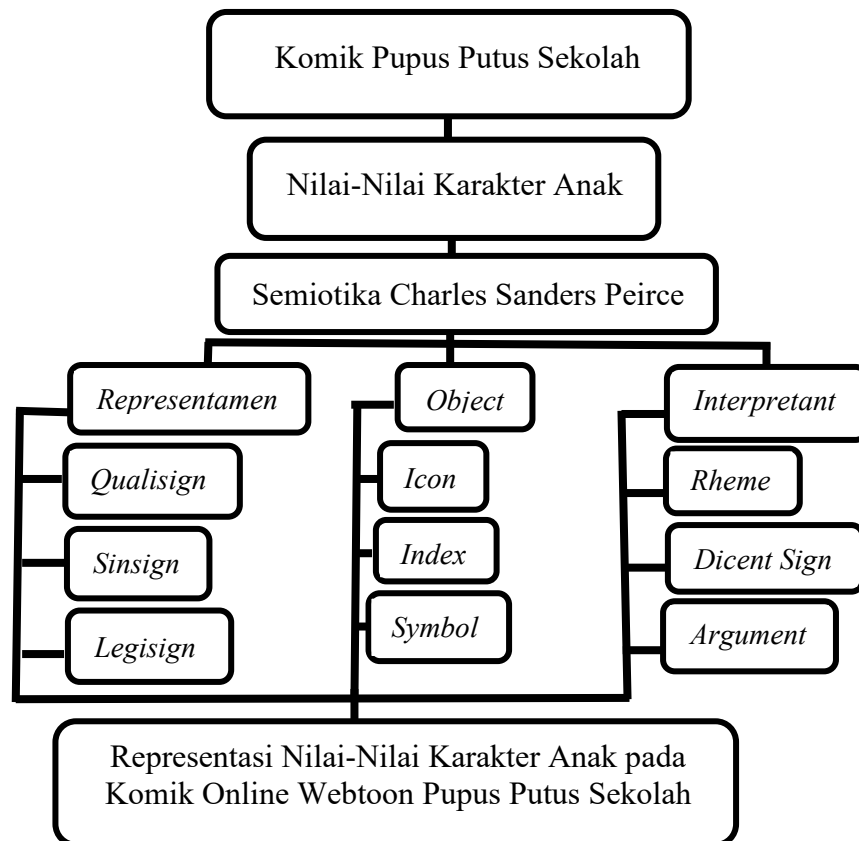 Komik Pupus Putus Sekolah
Nilai-Nilai Karakter Anak
Semiotika Charles Sanders Peirce
Representamen
Qualisign
Sinsign
Legisign
Object
Icon
Index
Symbol
Interpretant
Rheme
Dicent Sign
Argument
Representasi Nilai-Nilai Karakter Anak pada
Komik Online Webtoon Pupus Putus Sekolah